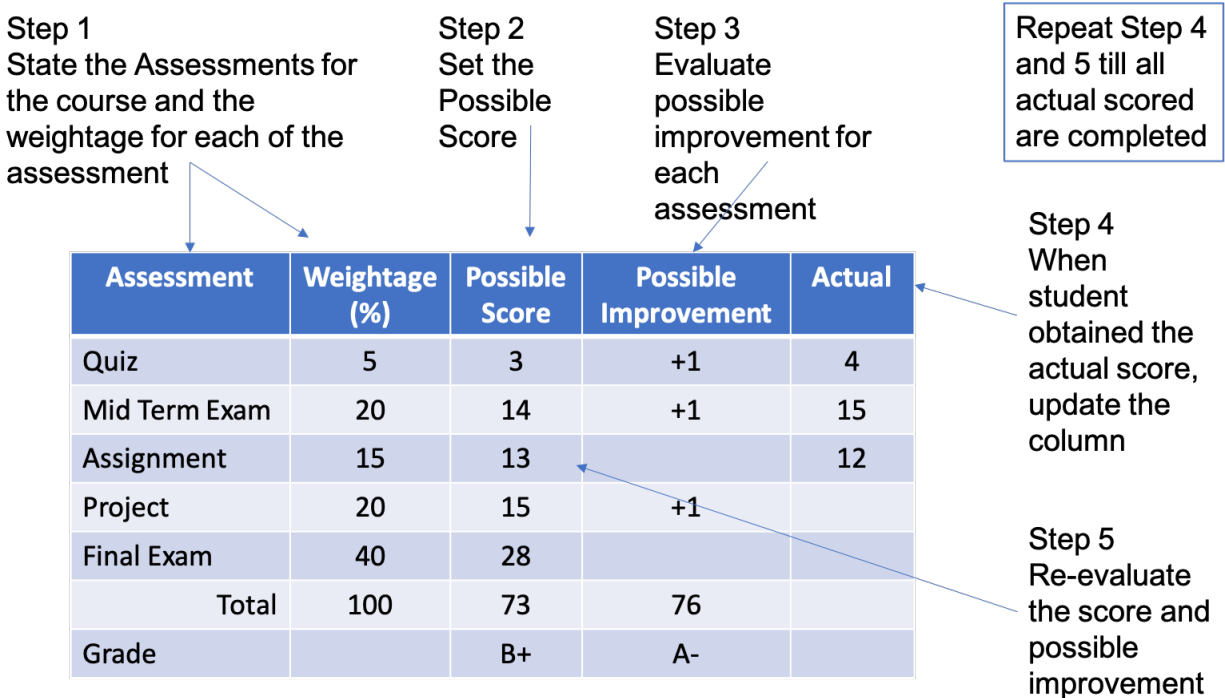 Step 1
State the Assessments for
the course and the
weightage for each of the
assessment
Step 2
Set the
Possible
Score
Step 3
Evaluate
possible
improvement for
each
assessment
Repeat Step 4
and 5 till all
actual scored
are completed
Assessment Weightage (%) Possible Score Possible Improvement Actual
Quiz 5 3 +1 4
Mid Term Exam 20 14 +1 15
Assignment 15 13 12
Project 20 15 +1
Final Exam 40 28
Total 100 73 76
Grade B+ A-
Step 4
When
student
obtained the
actual score,
update the
column
Step 5
Re-evaluate
the score and
possible
improvement